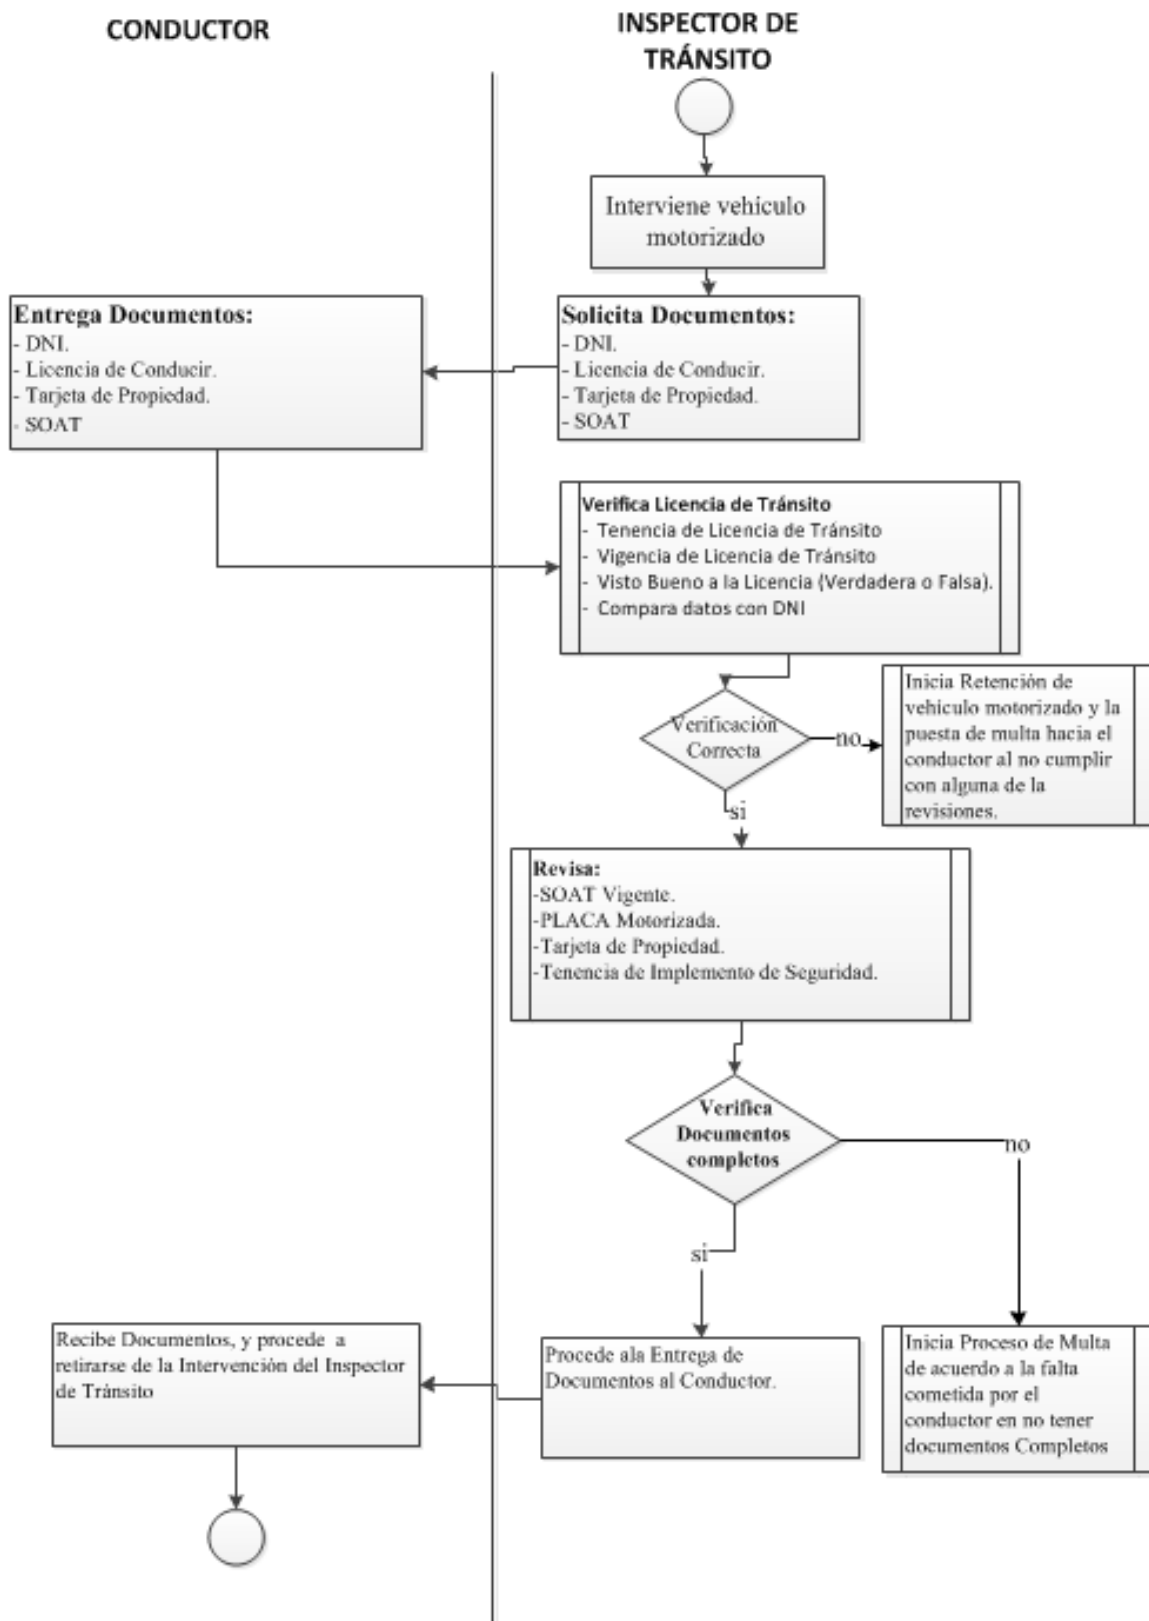 CONDUCTOR
INSPECTOR DE
TRÁNSITO
Interviene vehículo
motorizado
Solicita Documentos:
- DNI.
- Licencia de Conducir.
- Tarjeta de Propiedad.
- SOAT
Entrega Documentos:
- DNI.
- Licencia de Conducir.
- Tarjeta de Propiedad.
- SOAT
Verifica Licencia de Tránsito
- Tenencia de Licencia de Tránsito
- Vigencia de Licencia de Tránsito
- Visto Bueno a la Licencia (Verdadera o Falsa).
- Compara datos con DNI
Verificación
Correcta
no
Inicia Retención de
vehículo motorizado y la
puesta de multa hacia el
conductor al no cumplir
con alguna de la
revisiones.
si
Revisa:
-SOAT Vigente.
-PLACA Motorizada.
-Tarjeta de Propiedad.
-Tenencia de Implemento de Seguridad.
Verifica
Documentos
completos
no
si
Inicia Proceso de Multa
de acuerdo a la falta
cometida por el
conductor en no tener
documentos Completos
Procede ala Entrega de
Documentos al Conductor.
Recibe Documentos, y procede a
retirarse de la Intervención del Inspector
de Tránsito